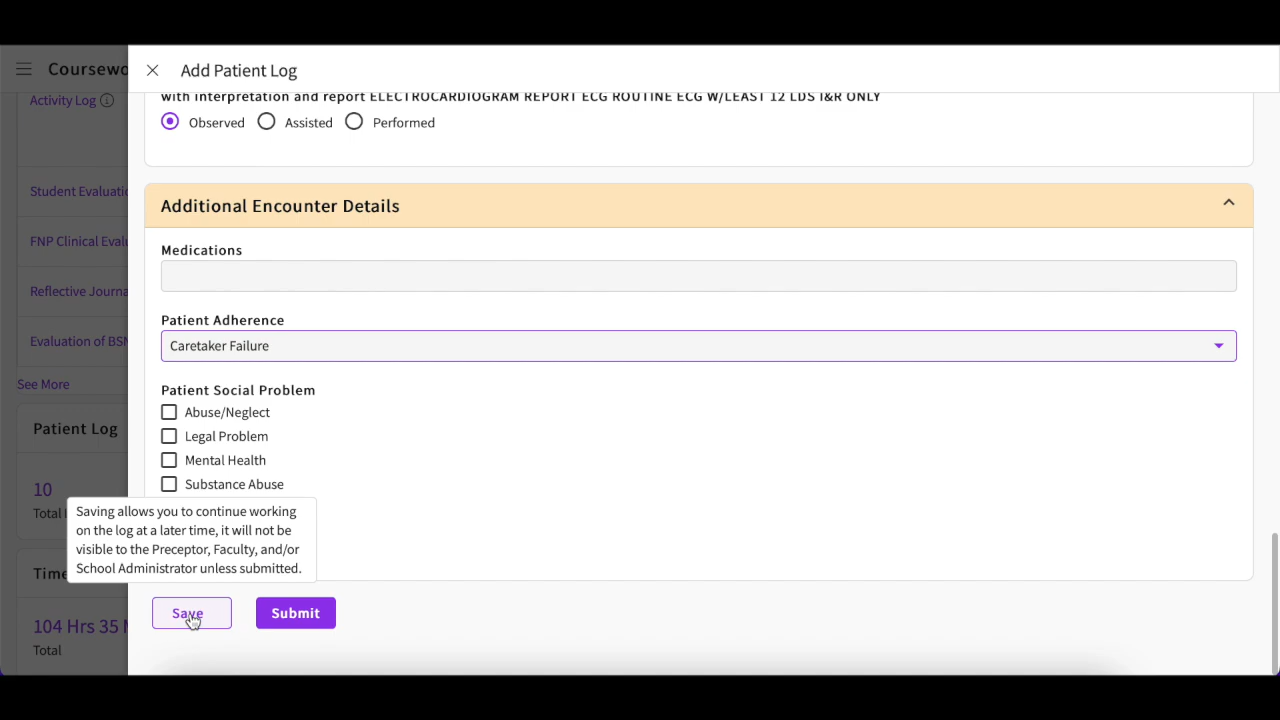 Coursewo
Add Patient Log
Activity Log
with interpretation and report ELECTROCARDIOGRAM REPORT ECG ROUTINE ECG W/LEAST 12 LDS I&R ONLY
Observed Assisted Performed
Student Evaluatio
Additional Encounter Details
FNP Clinical Evalu
Medications
Reflective Journa
Patient Adherence
Evaluation of BSN
Caretaker Failure
See More
Patient Social Problem
Abuse/Neglect
Patient Log
Legal Problem
Mental Health
10
Substance Abuse
Total
Saving allows you to continue working
on the log at a later time, it will not be
visible to the Preceptor, Faculty, and/or
School Administrator unless submitted.
Time
Save Submit
104 Hrs 35 M
Total